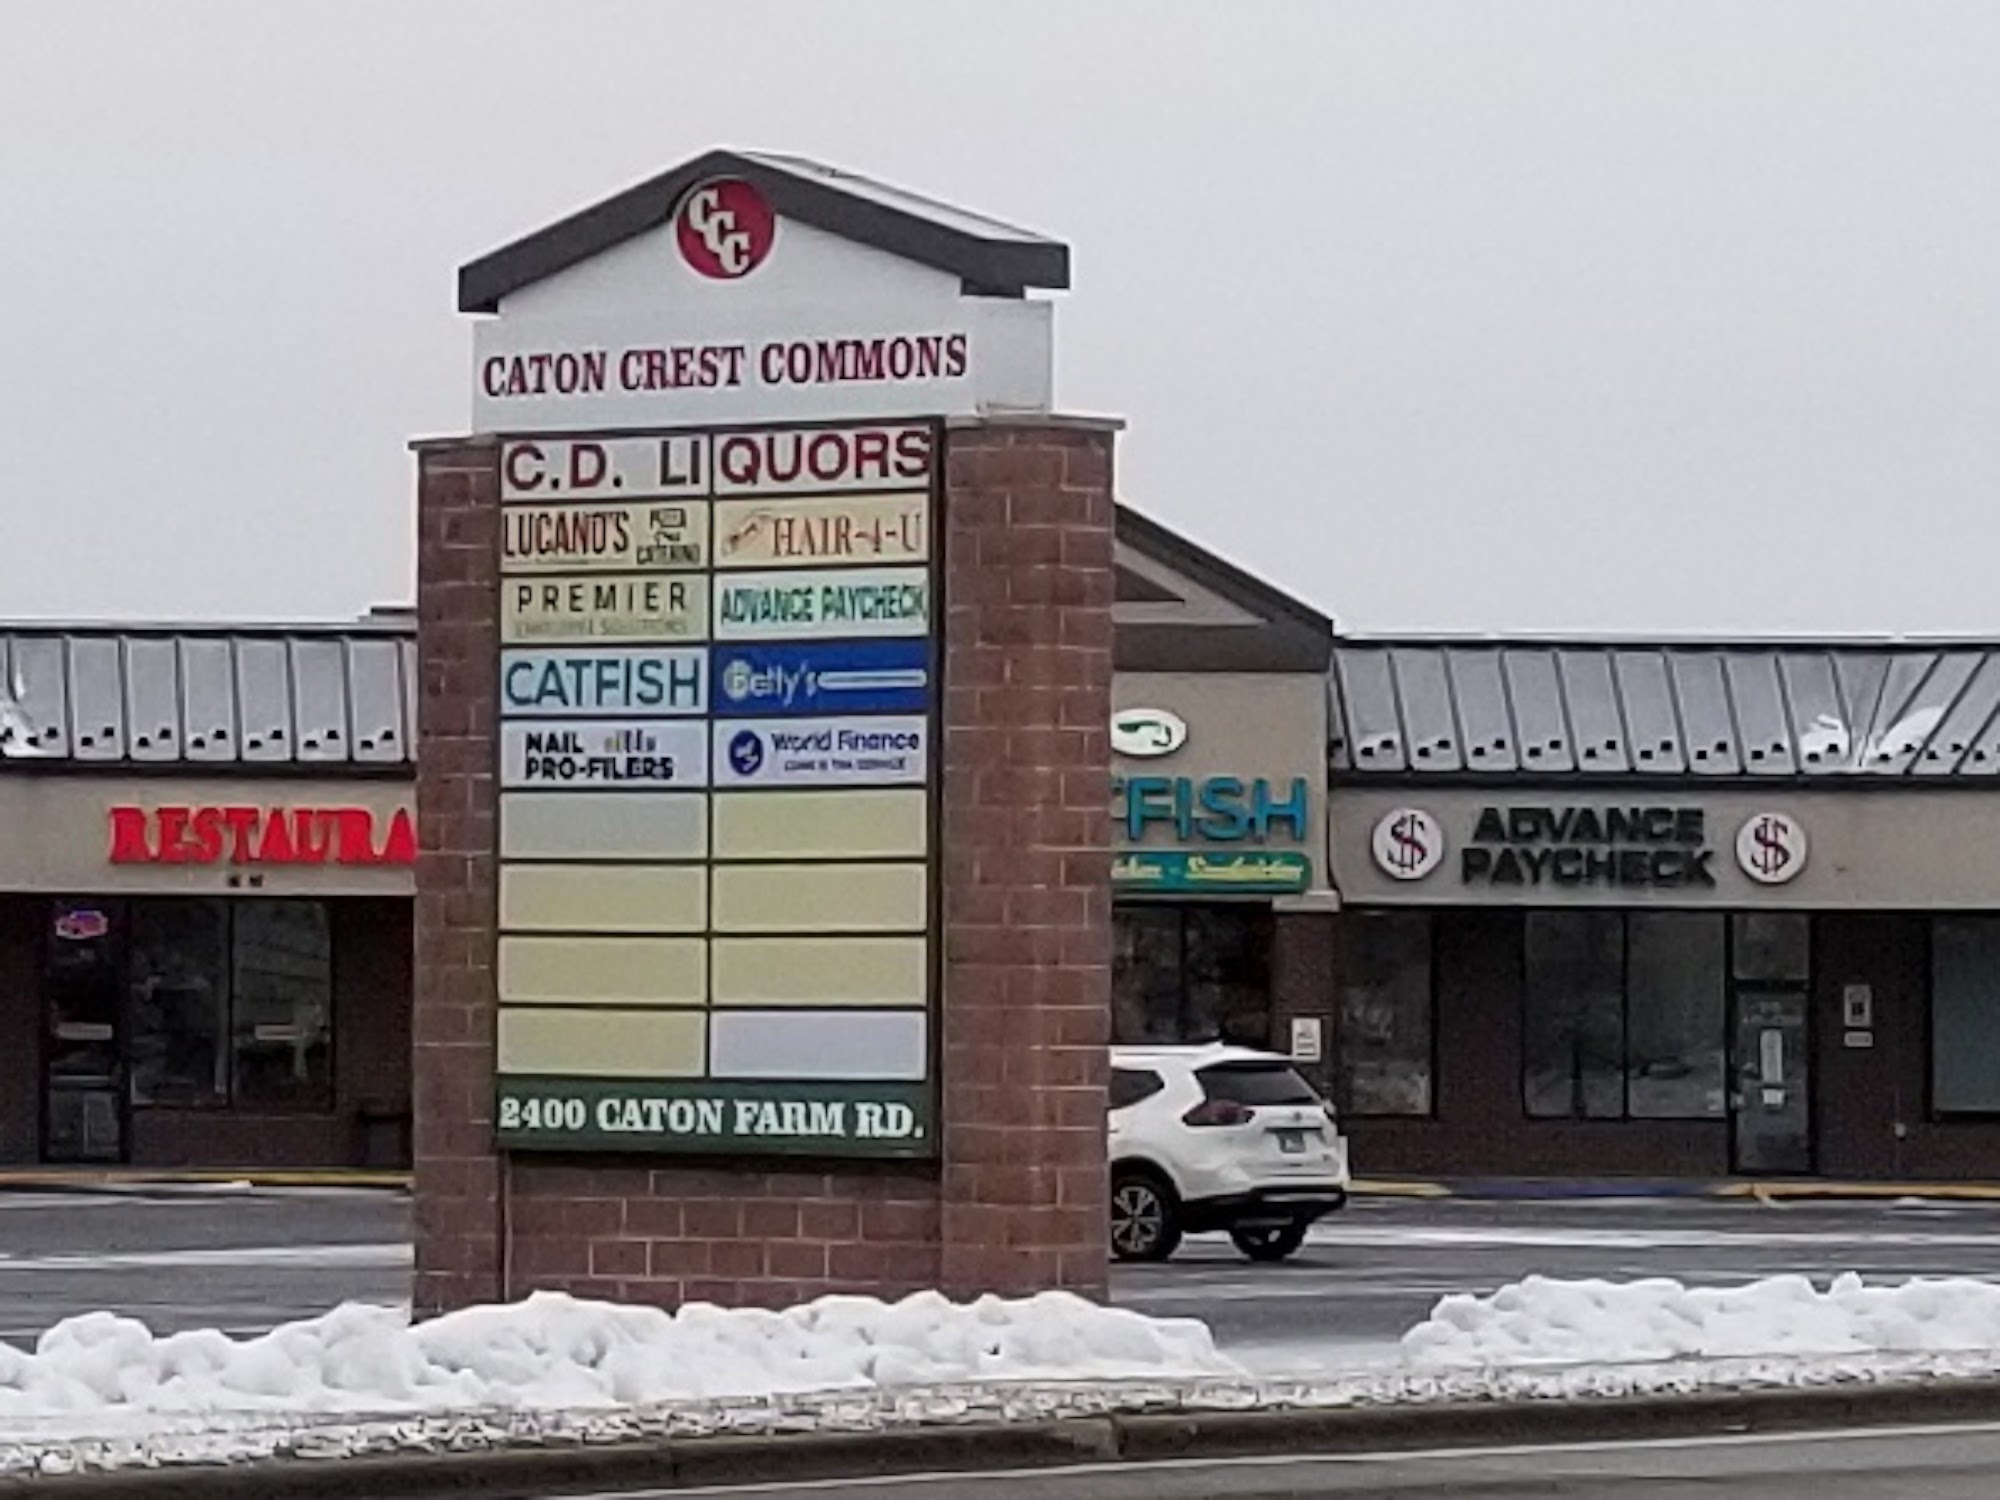 CCC
CATON CREST COMMONS
C.D. LIQUORS
LUCANO'S
CATERING
HAIR-4-U
PREMIER
ADVANCE PAYCHECK
CATFISH
Betty's
NAIL
PRO-FILERS
World Finance
2400 CATON FARM RD.
RESTAURA
FISH
$ ADVANCE $
PAYCHECK